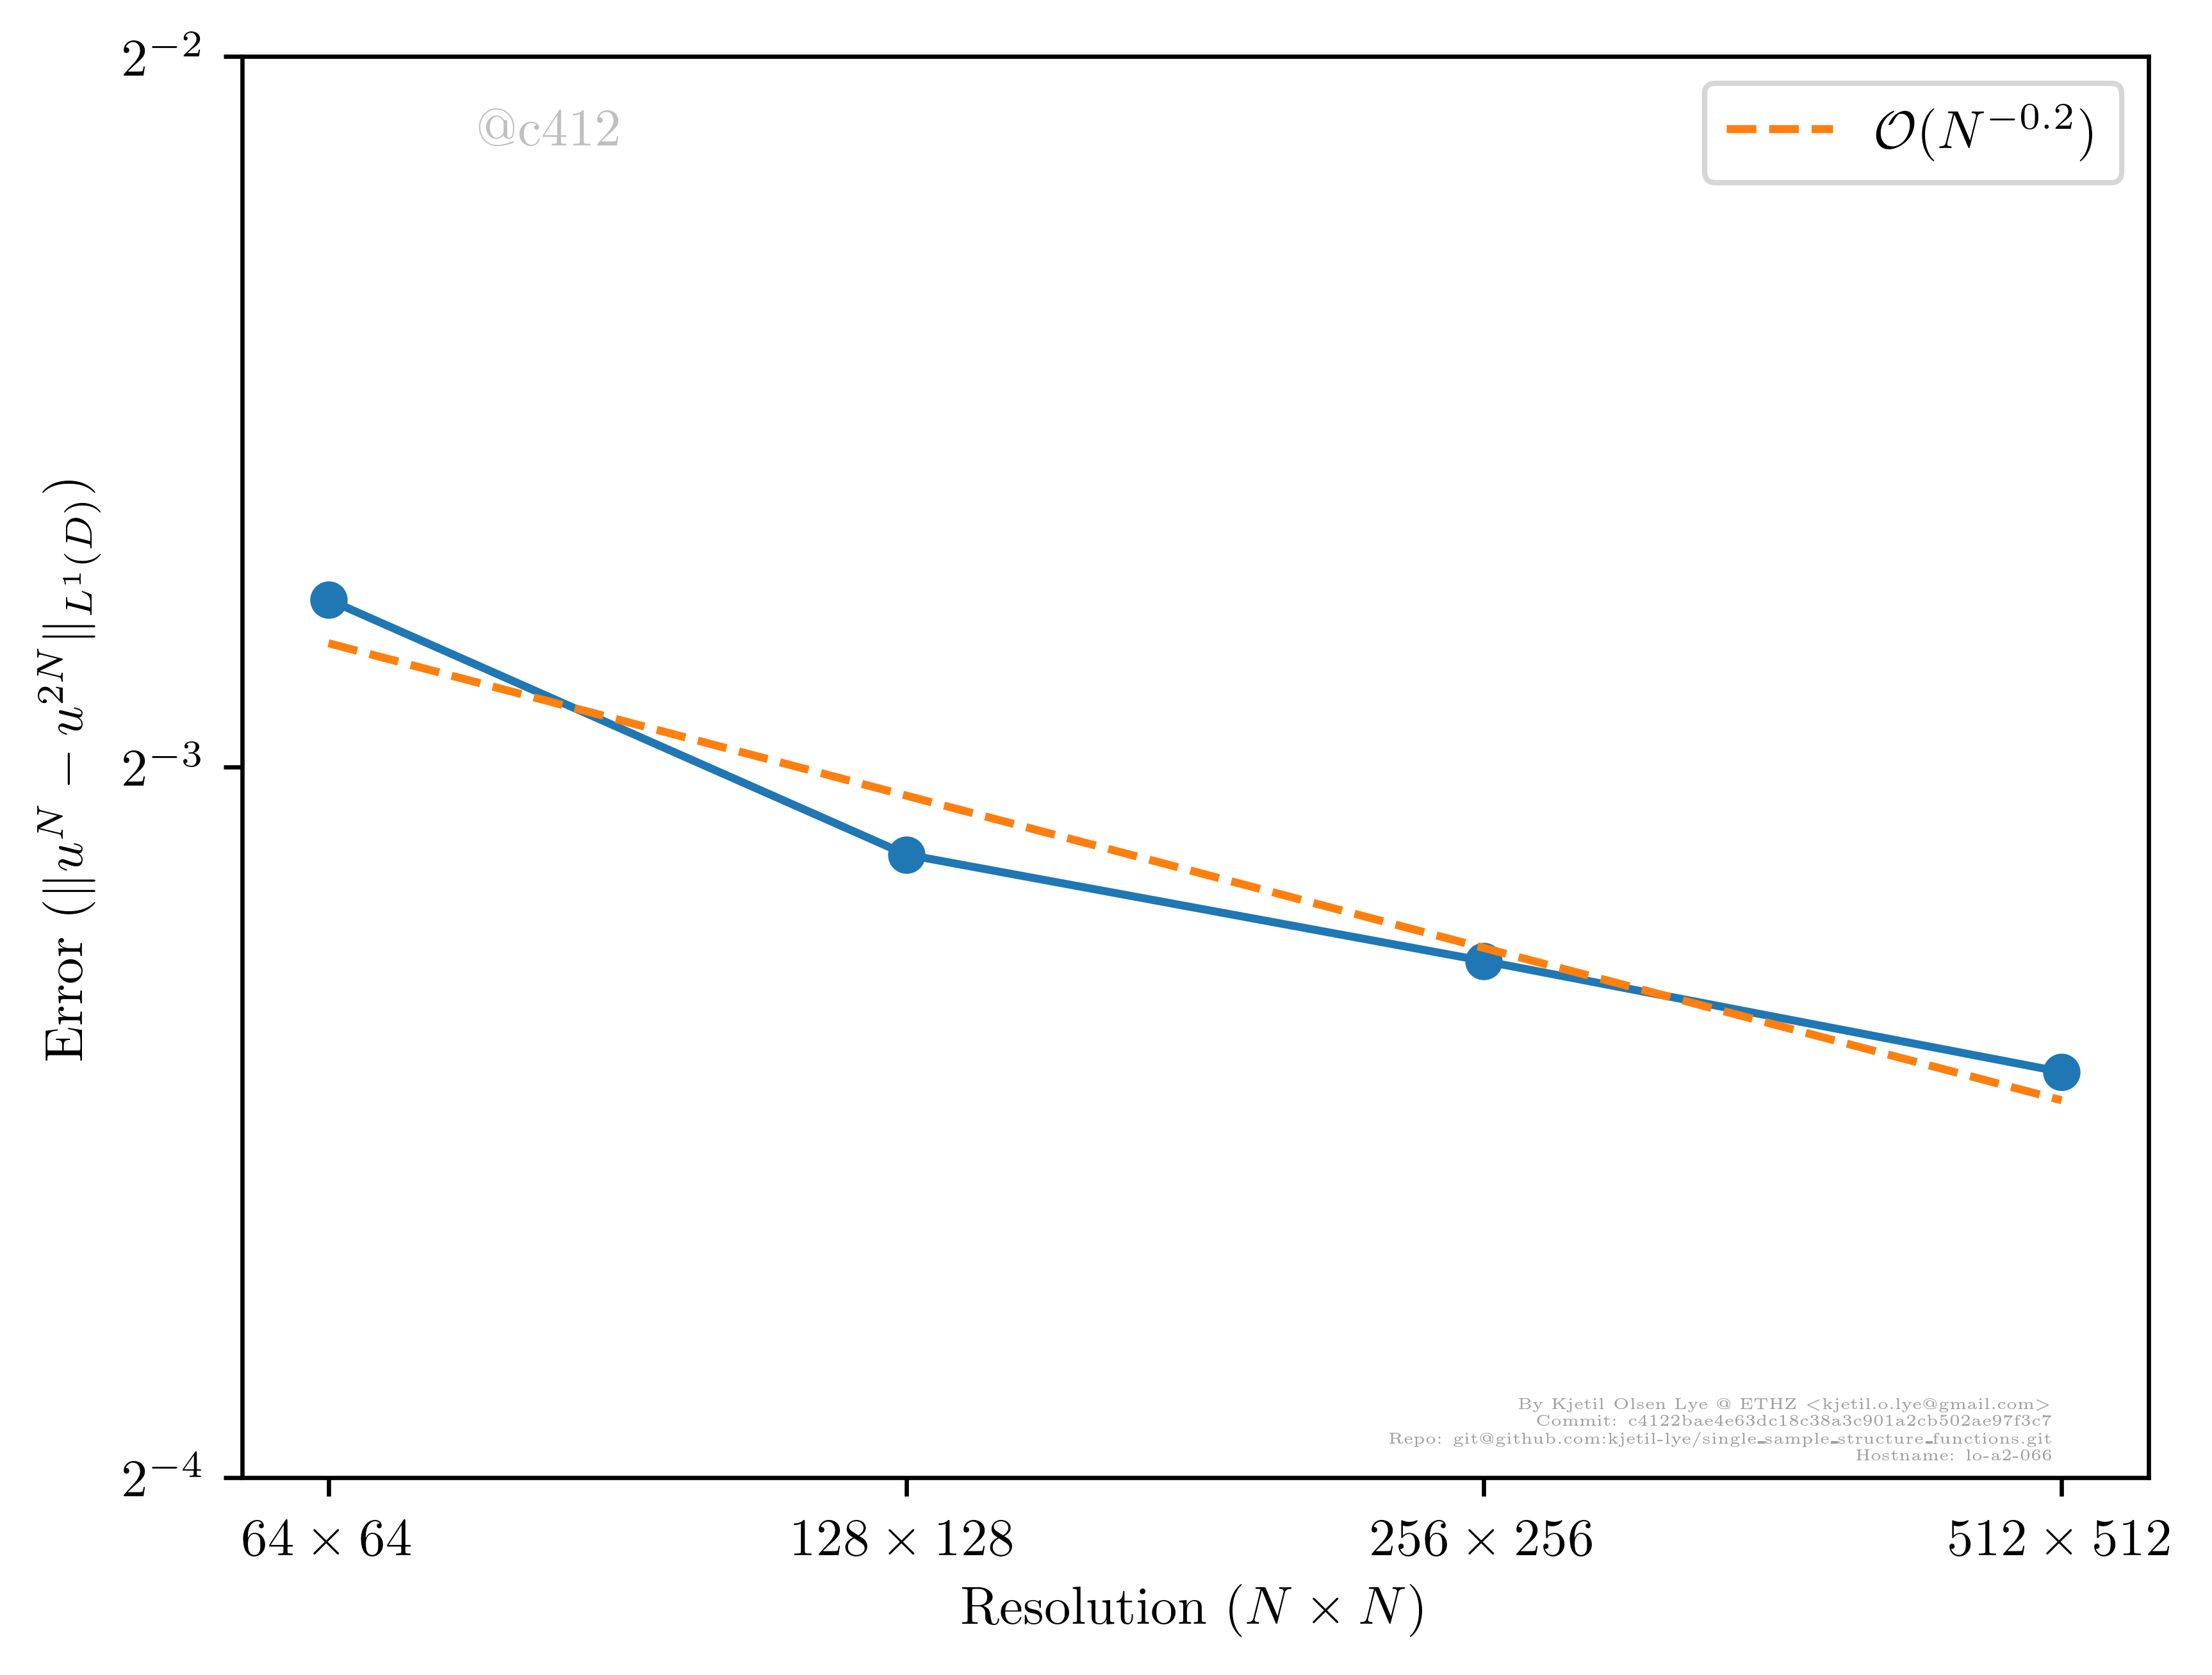 2^{-2}
@c412
O(N^{-0.2})
Error (||u^N − u^{2N}||_{L^1(D)})
2^{-3}
2^{-4}
By Kjetil Olsen Lye @ ETHZ <kjetil.o.lye@gmail.com>
Commit: c4122bae4e63dc18c38a3c901a2cb502ae97f3c7
Repo: git@github.com:kjetil-lye/single_sample_structure_functions.git
Hostname: lo-a2-066
64 × 64
128 × 128
256 × 256
512 × 512
Resolution (N × N)